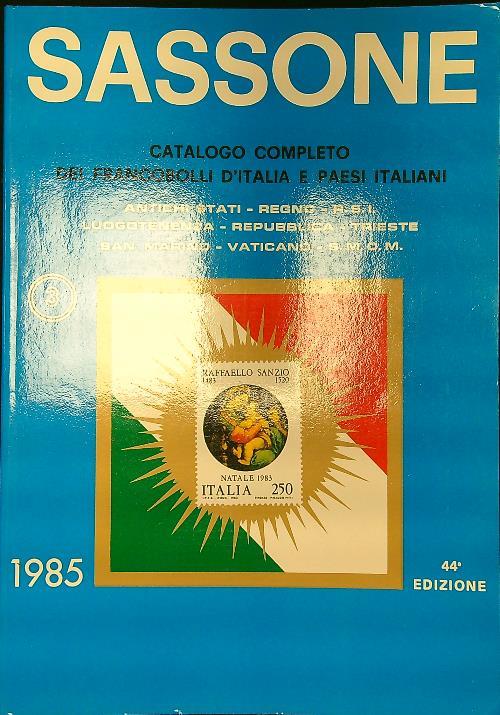 SASSONE
CATALOGO COMPLETO
DEI FRANCOBOLLI D'ITALIA E PAESI ITALIANI
ANTICHI STATI - REGNO - R.S.I.
LUOGOTENENZA - REPUBBLICA - TRIESTE
SAN MARINO - VATICANO - S.M.O.M.
RAFFAELLO SANZIO
1483 1520
NATALE 1983
ITALIA 250
1985
44ª
EDIZIONE